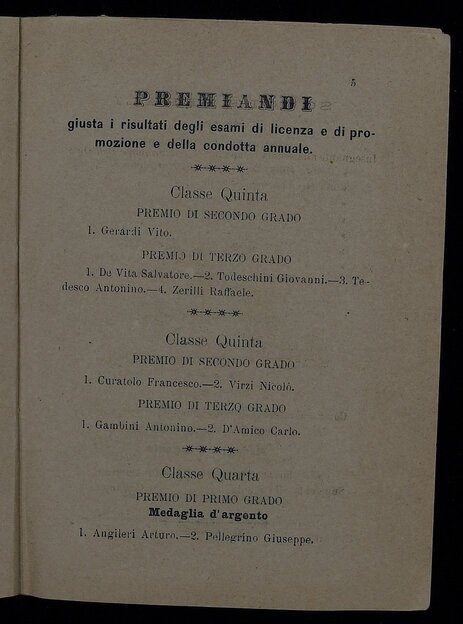 5
PREMIANDI
giusta i risultati degli esami di licenza e di pro-
mozione e della condotta annuale.
Classe Quinta
PREMIO DI SECONDO GRADO
1. Gerardi Vito.
PREMIO DI TERZO GRADO
1. De Vita Salvatore.—2. Todeschini Giovanni.—3. Te-
desco Antonino.—4. Zerilli Raffaele.
Classe Quinta
PREMIO DI SECONDO GRADO
1. Curatolo Francesco.—2. Virzì Nicolò.
PREMIO DI TERZO GRADO
1. Gambini Antonino.—2. D'Amico Carlo.
Classe Quarta
PREMIO DI PRIMO GRADO
Medaglia d'argento
1. Angileri Arturo.—2. Pellegrino Giuseppe.